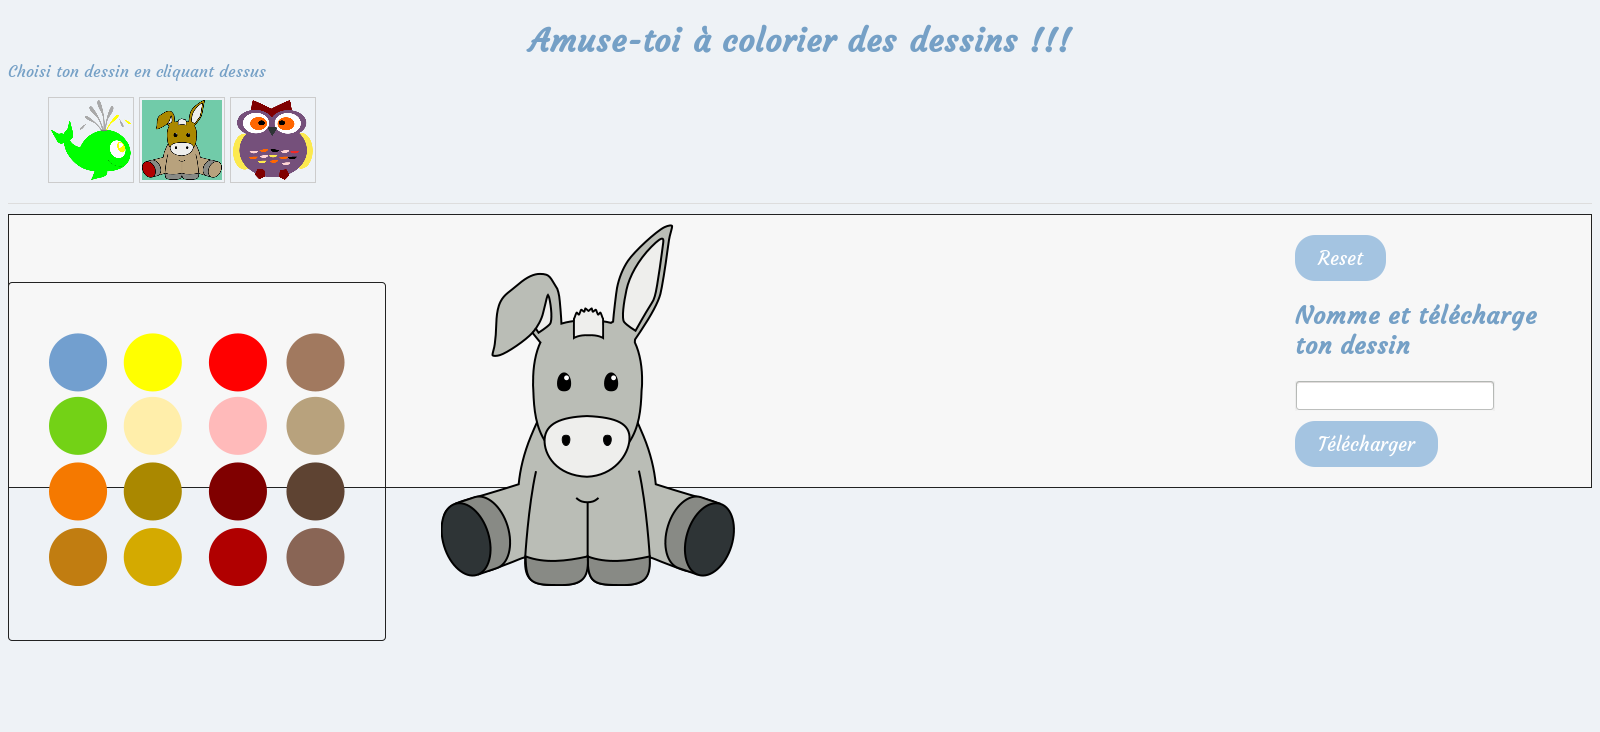 Amuse-toi à colorier des dessins !!!
Choisi ton dessin en cliquant dessus
Reset
Nomme et télécharge
ton dessin
Télécharger